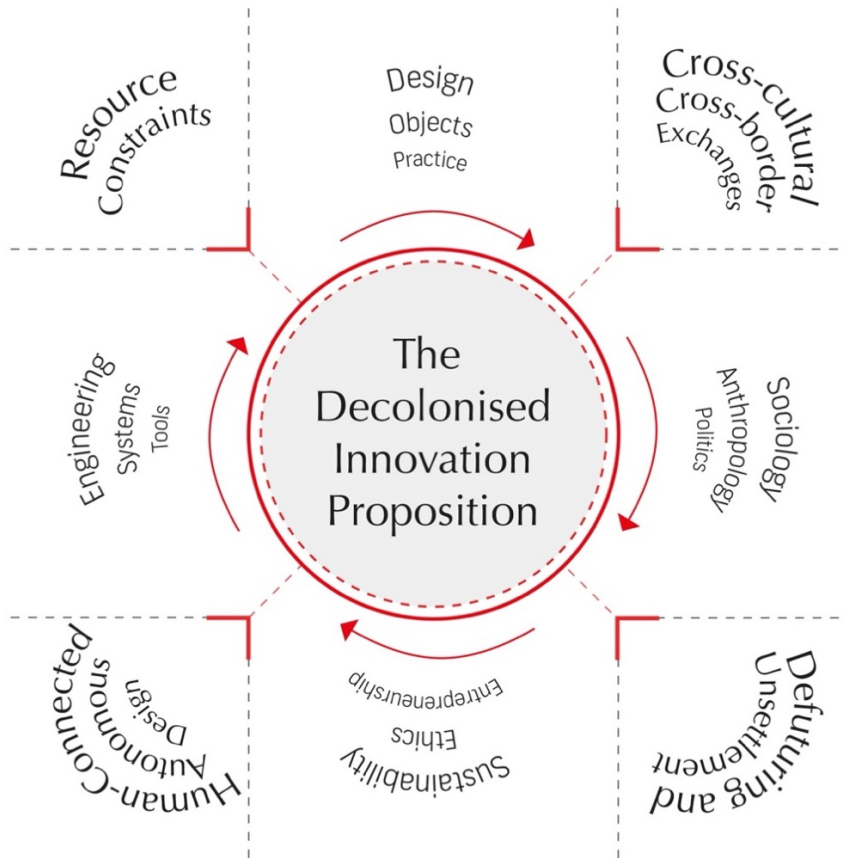 Resource
Constraints
Design
Objects
Practice
Cross-cultural
Cross-border
Exchanges
Engineering
Systems
Tools
The
Decolonised
Innovation
Proposition
Sociology
Anthropology
Politics
Human-Connected
Autonomous
Design
Sustainability
Ethics
Entrepreneurship
Defuturing and
Unsettlement